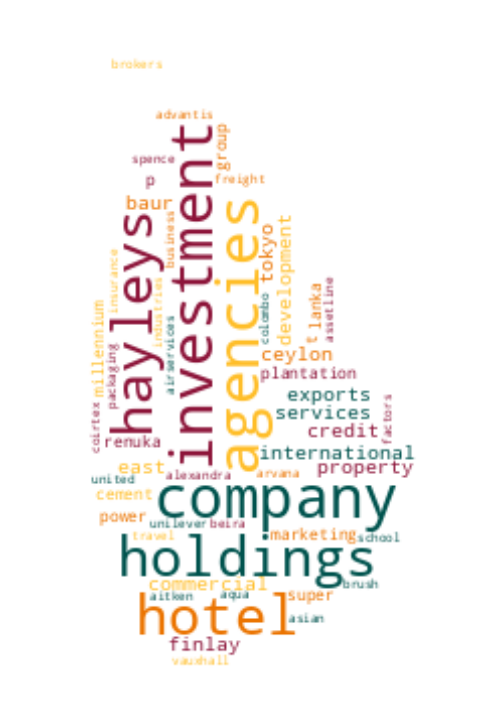 brokers
advantis
investment
group
spence
p
freight
baur
hayleys
agencies
business
tokyo
development
insurance
industries
lanka
assetline
colombo
millennium
airservices
t
packaging
ceylon
plantation
exports
services
factors
coirtex
credit
renuka
international
east
alexandra
arvana
property
united
company
cement
power
unilever
beira
travel
marketing
school
holdings
commercial
brush
aitken
aqua
super
hotel
asian
finlay
vauxhall